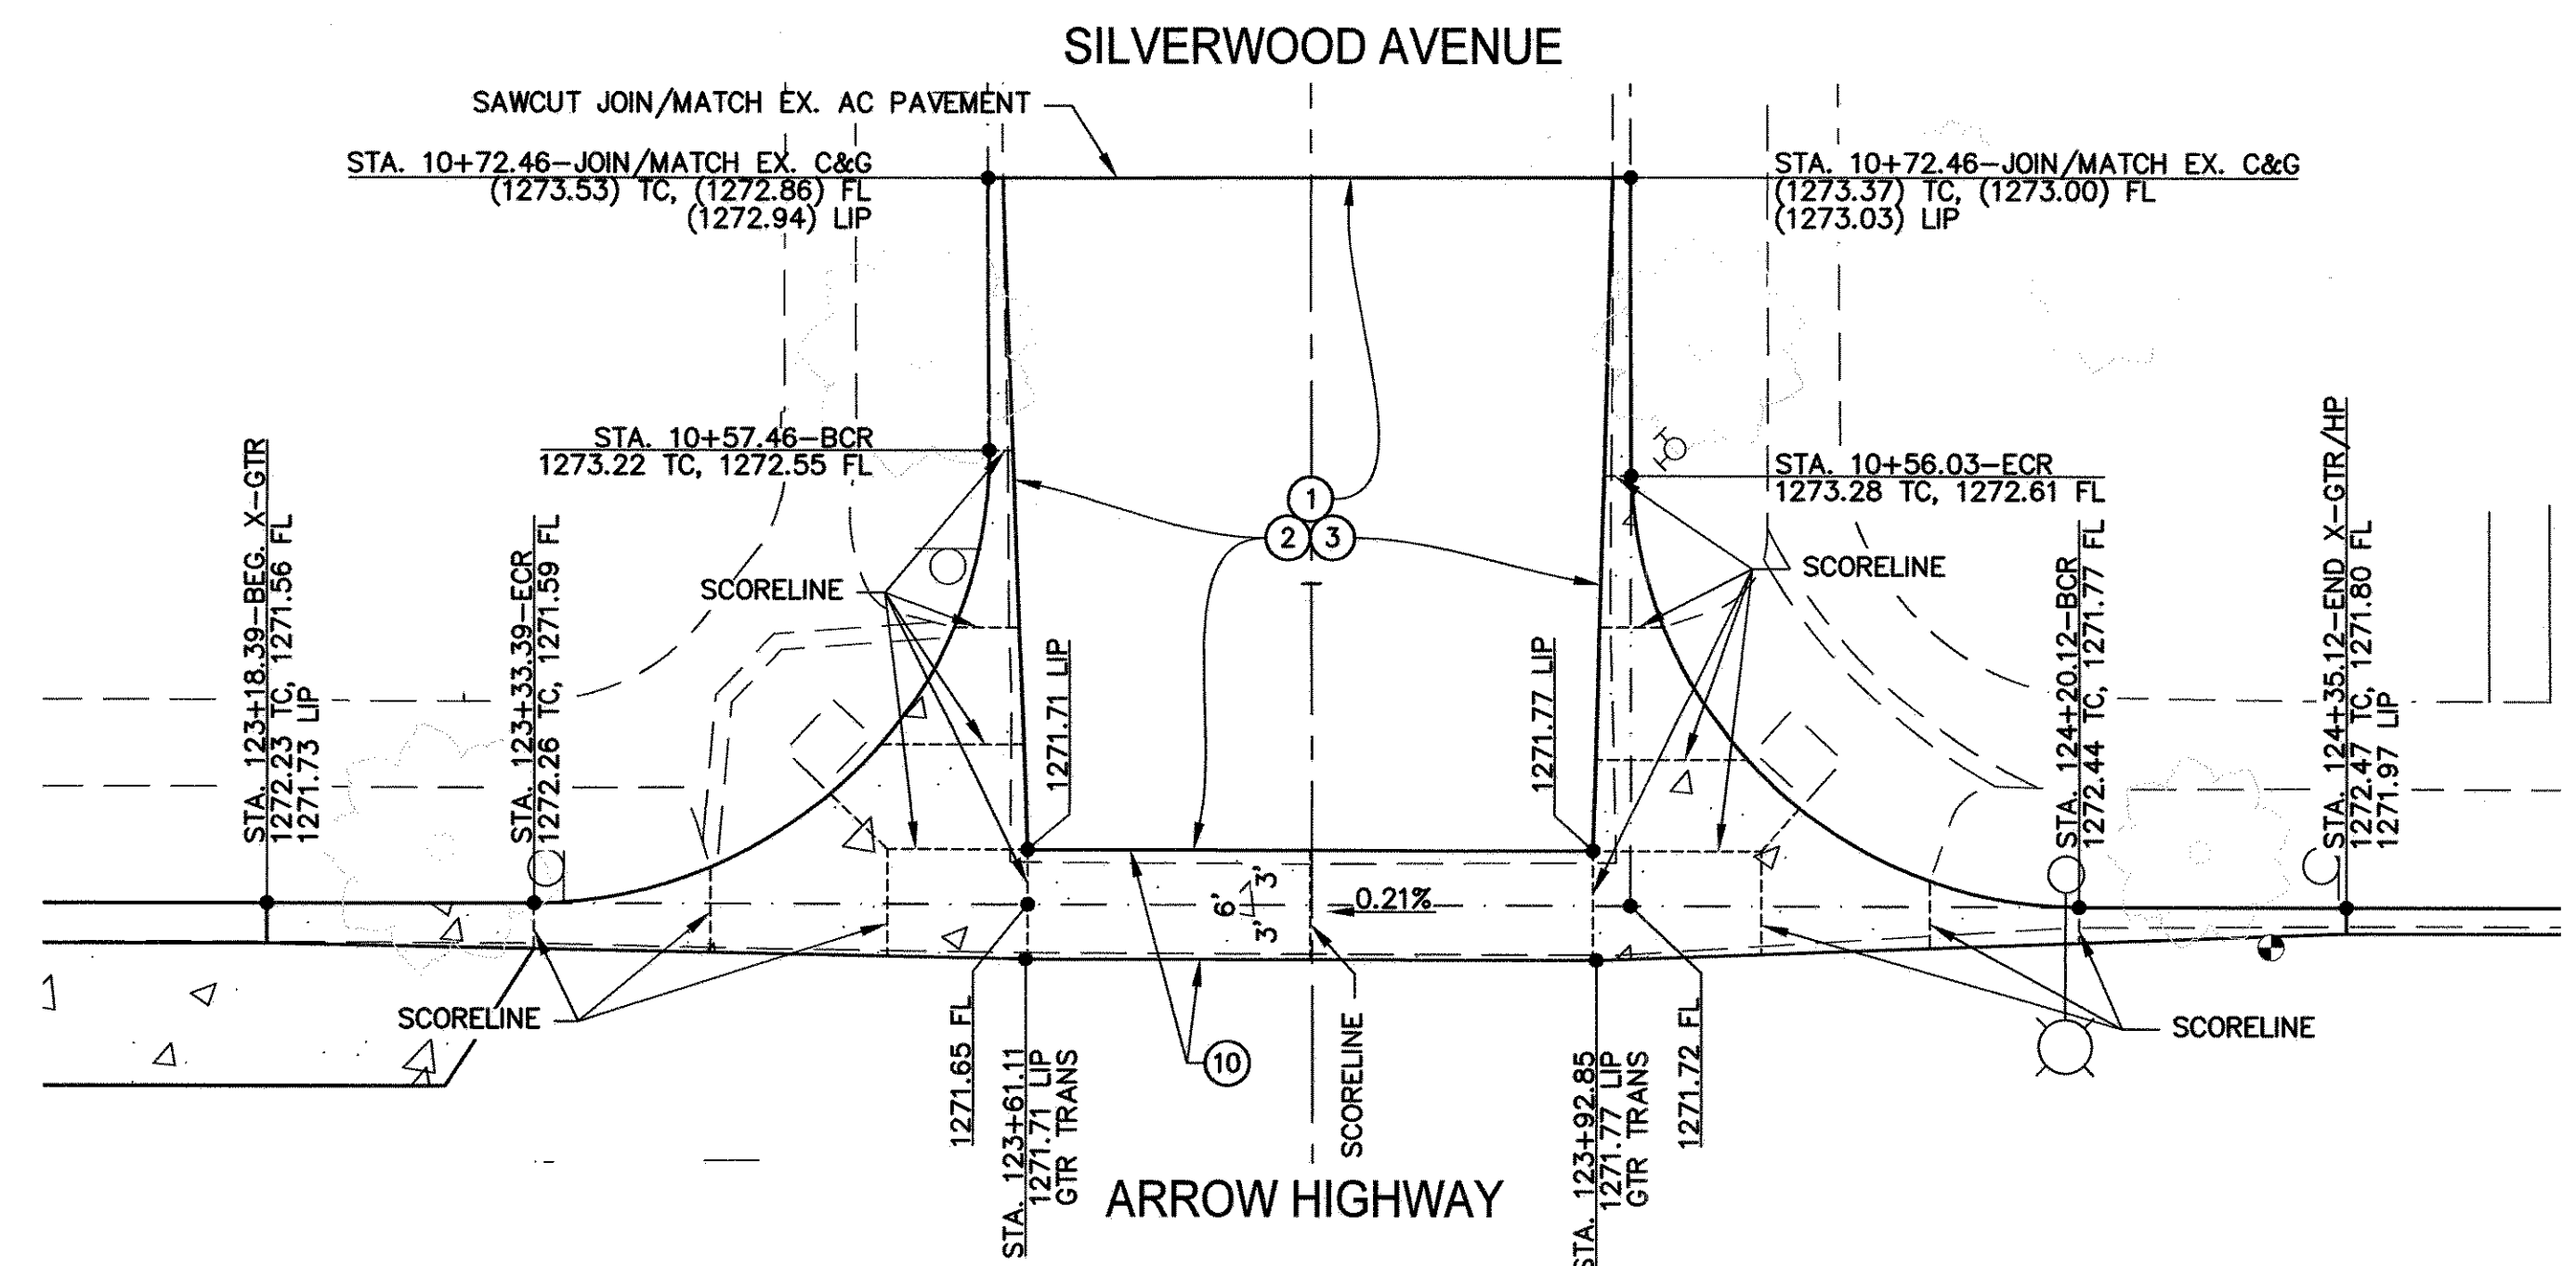 SILVERWOOD AVENUE
SAWCUT JOIN/MATCH EX. AC PAVEMENT
STA. 10+72.46-JOIN/MATCH EX. C&G
(1273.53) TC, (1272.86) FL
(1272.94) LIP
STA. 10+72.46-JOIN/MATCH EX. C&G
(1273.37) TC, (1273.00) FL
(1273.03) LIP
STA. 10+57.46-BCR
1273.22 TC, 1272.55 FL
STA. 10+56.03-ECR
1273.28 TC, 1272.61 FL
STA. 123+18.39-BEG. X-GTR
1272.23 TC, 1271.56 FL
1271.73 LIP
STA. 123+33.39-ECR
1272.26 TC, 1271.59 FL
SCORELINE
1
2
3
SCORELINE
1271.71 LIP
1271.77 LIP
STA. 124+20.12-BCR
1272.44 TC, 1271.77 FL
STA. 124+35.12-END X-GTR/HP
1272.47 TC, 1271.80 FL
1271.97 LIP
3'
6'
3'
0.21%
SCORELINE
1271.65 FL
STA. 123+61.11
1271.71 LIP
GTR TRANS
10
SCORELINE
STA. 123+92.85
1271.77 LIP
GTR TRANS
1271.72 FL
SCORELINE
ARROW HIGHWAY